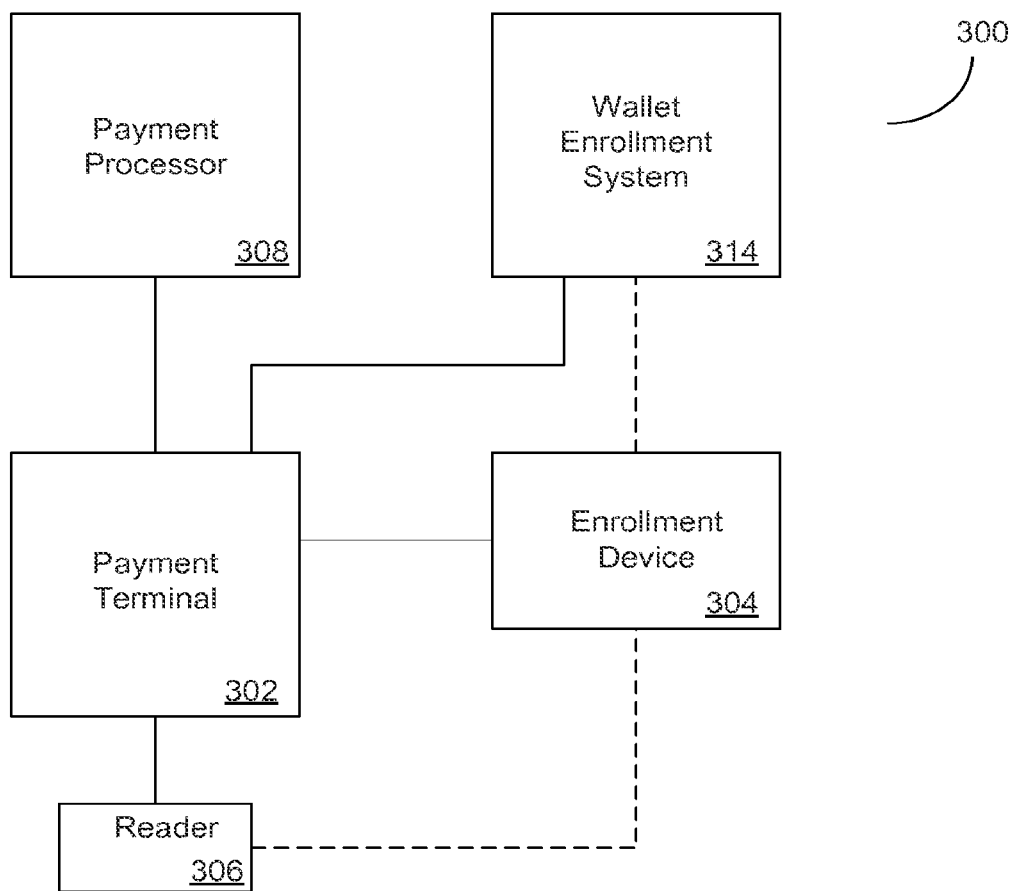 300
Payment
Processor
308
Wallet
Enrollment
System
314
Payment
Terminal
302
Enrollment
Device
304
Reader
306